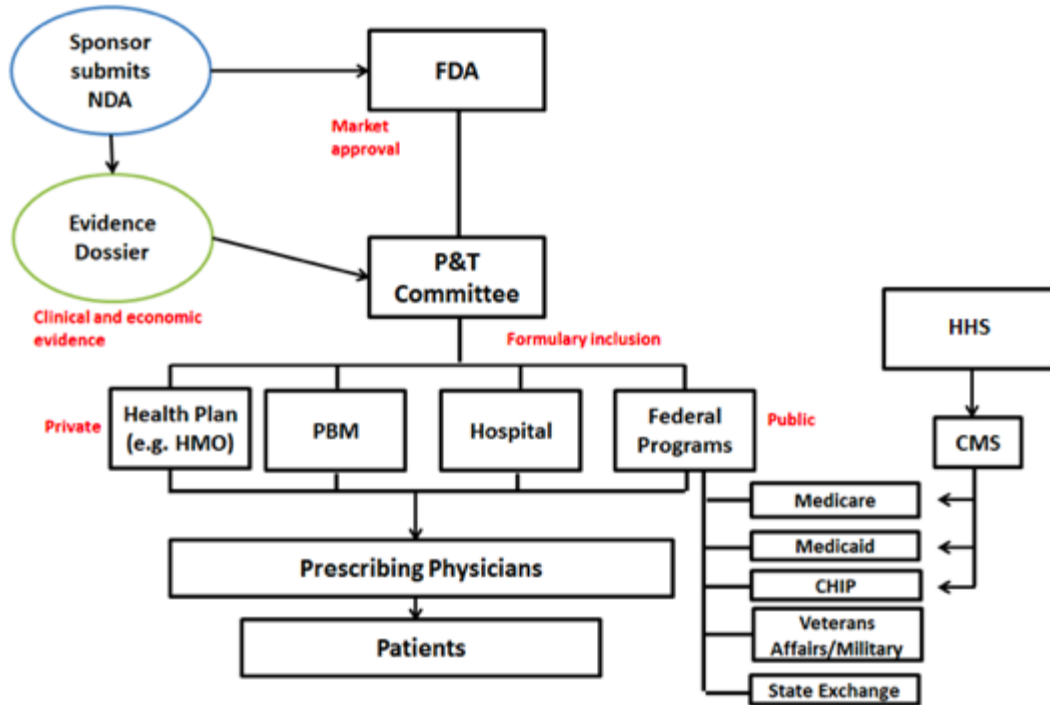 Sponsor
submits
NDA
FDA
Market
approval
Evidence
Dossier
P&T
Committee
Clinical and economic
evidence
Formulary inclusion
HHS
Private
Health Plan
(e.g. HMO)
PBM
Hospital
Federal
Programs
Public
CMS
Medicare
Medicaid
CHIP
Veterans
Affairs/Military
State Exchange
Prescribing Physicians
Patients